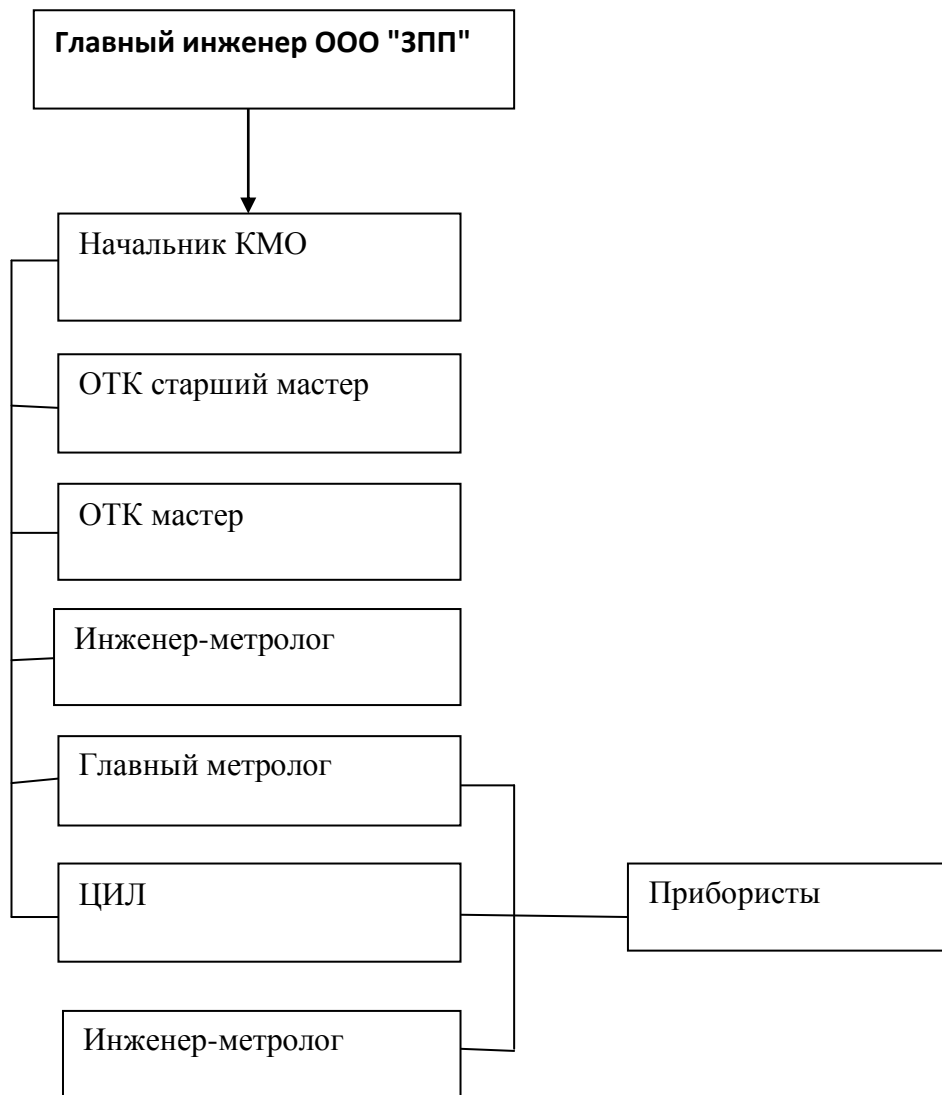 Главный инженер ООО "ЗПП"
Начальник КМО
ОТК старший мастер
ОТК мастер
Инженер-метролог
Главный метролог
ЦИЛ
Прибористы
Инженер-метролог